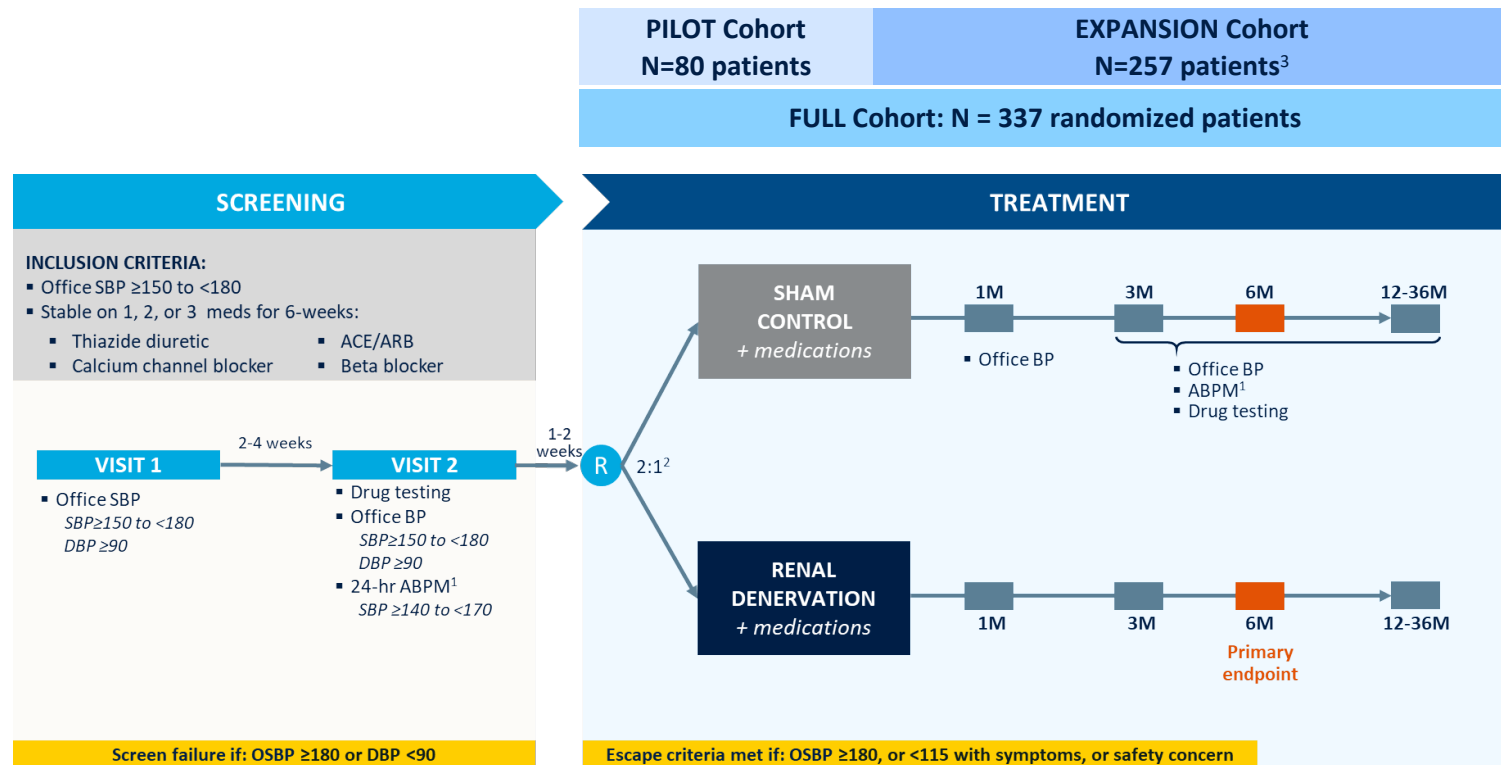 PILOT Cohort
N=80 patients
EXPANSION Cohort
N=257 patients³
FULL Cohort: N = 337 randomized patients
SCREENING
TREATMENT
INCLUSION CRITERIA:
▪ Office SBP ≥150 to <180
▪ Stable on 1, 2, or 3 meds for 6-weeks:
▪ Thiazide diuretic
▪ ACE/ARB
▪ Calcium channel blocker
▪ Beta blocker
2-4 weeks
1-2
weeks
VISIT 1
VISIT 2
R
2:1²
▪ Office SBP
SBP≥150 to <180
DBP ≥90
▪ Drug testing
▪ Office BP
SBP≥150 to <180
DBP ≥90
▪ 24-hr ABPM¹
SBP ≥140 to <170
SHAM
CONTROL
+ medications
1M
3M
6M
12-36M
▪ Office BP
▪ Office BP
▪ ABPM¹
▪ Drug testing
RENAL
DENERVATION
+ medications
1M
3M
6M
12-36M
Primary
endpoint
Screen failure if: OSBP ≥180 or DBP <90
Escape criteria met if: OSBP ≥180, or <115 with symptoms, or safety concern